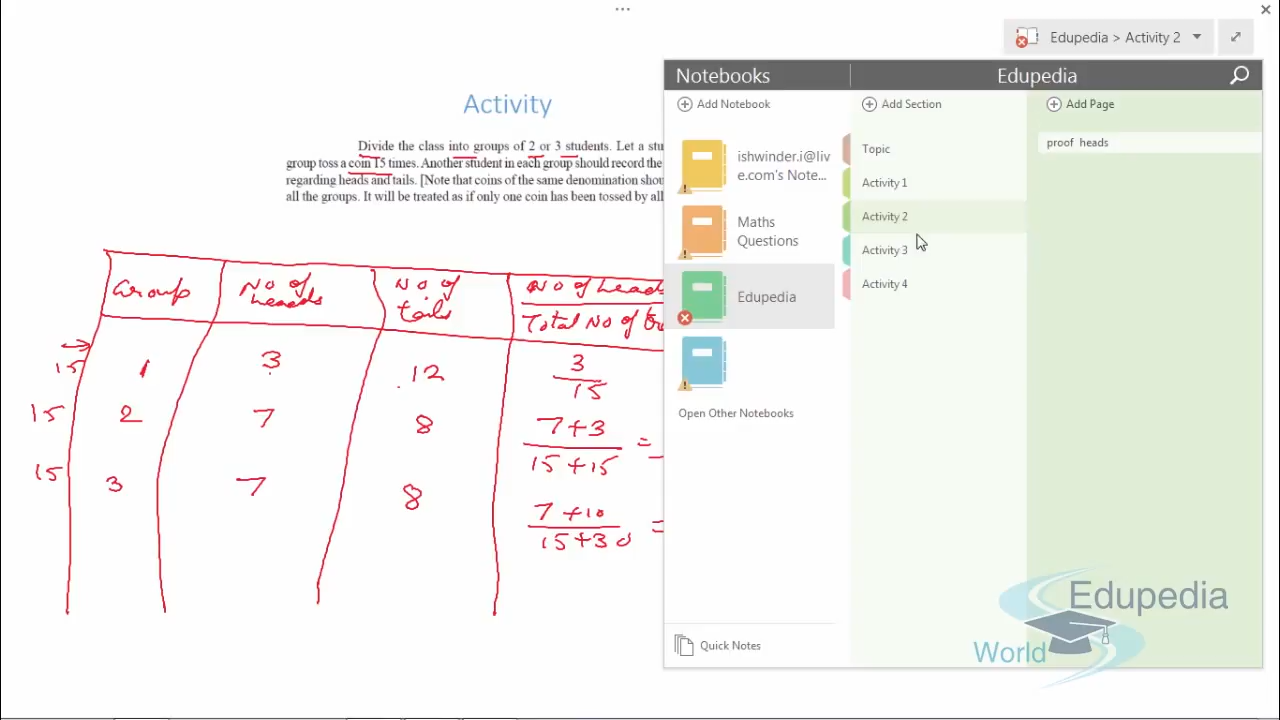 ...
Edupedia > Activity 2
Notebooks
Edupedia
Add Notebook
Add Section
Add Page
ishwinder.i@liv
e.com's Note...
Maths
Questions
Edupedia
Open Other Notebooks
Quick Notes
Topic
Activity 1
Activity 2
Activity 3
Activity 4
proof heads
Activity
Divide the class into groups of 2 or 3 students. Let a stu
group toss a coin 15 times. Another student in each group should record the
regarding heads and tails. [Note that coins of the same denomination shou
all the groups. It will be treated as if only one coin has been tossed by all
Group
No of
heads
No. of
tails
No of heads
Total No of
15 1 3 12 3/15
15 2 7 8 7+3/15+15 =
15 3 7 8 7+10/15+30 =
Edupedia
World